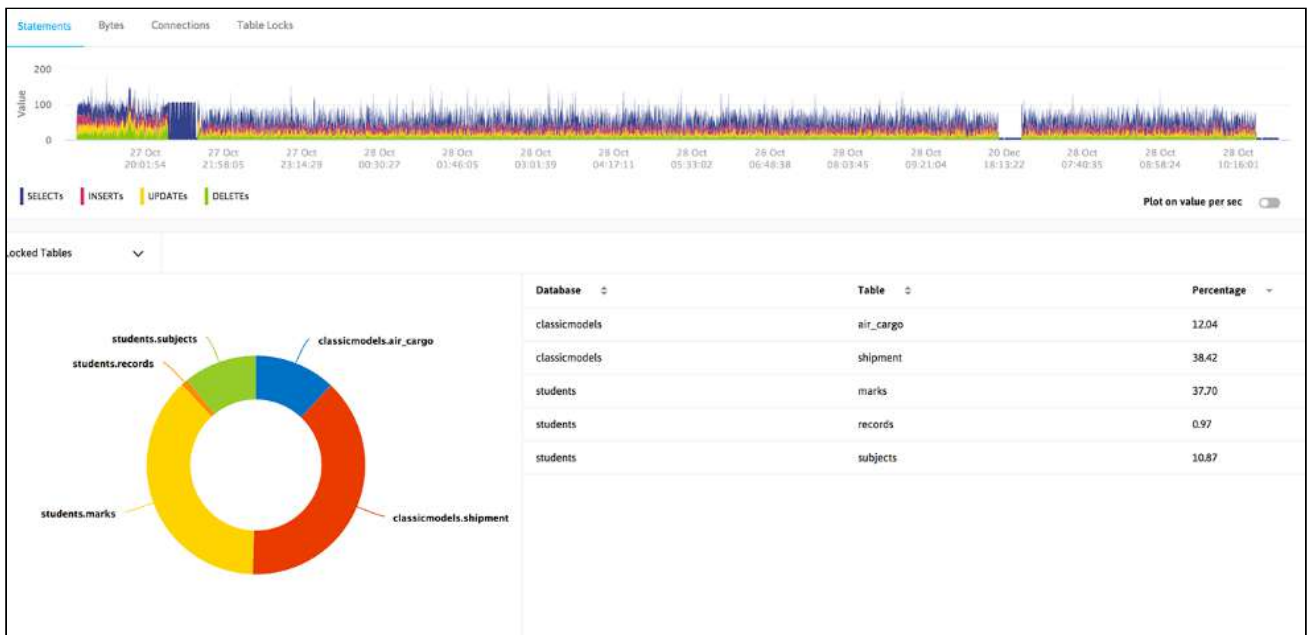 Statements Bytes Connections Table Locks
200
100
0
Value
27 Oct 27 Oct 27 Oct 28 Oct 28 Oct 28 Oct 28 Oct 28 Oct 26 Oct 28 Oct 28 Oct 20 Dec 28 Oct 28 Oct 28 Oct
20:01:54 21:58:05 23:14:29 00:30:27 01:46:05 03:01:39 04:17:11 05:33:02 06:48:38 08:03:45 09:21:04 18:13:22 07:40:35 08:58:24 10:16:01
SELECTs INSERTs UPDATEs DELETEs
Plot on value per sec
ocked Tables
students.subjects
classicmodels.air_cargo
students.records
students.marks
classicmodels.shipment
Database Table Percentage
classicmodels air_cargo 12.04
classicmodels shipment 38.42
students marks 37.70
students records 0.97
students subjects 10.87